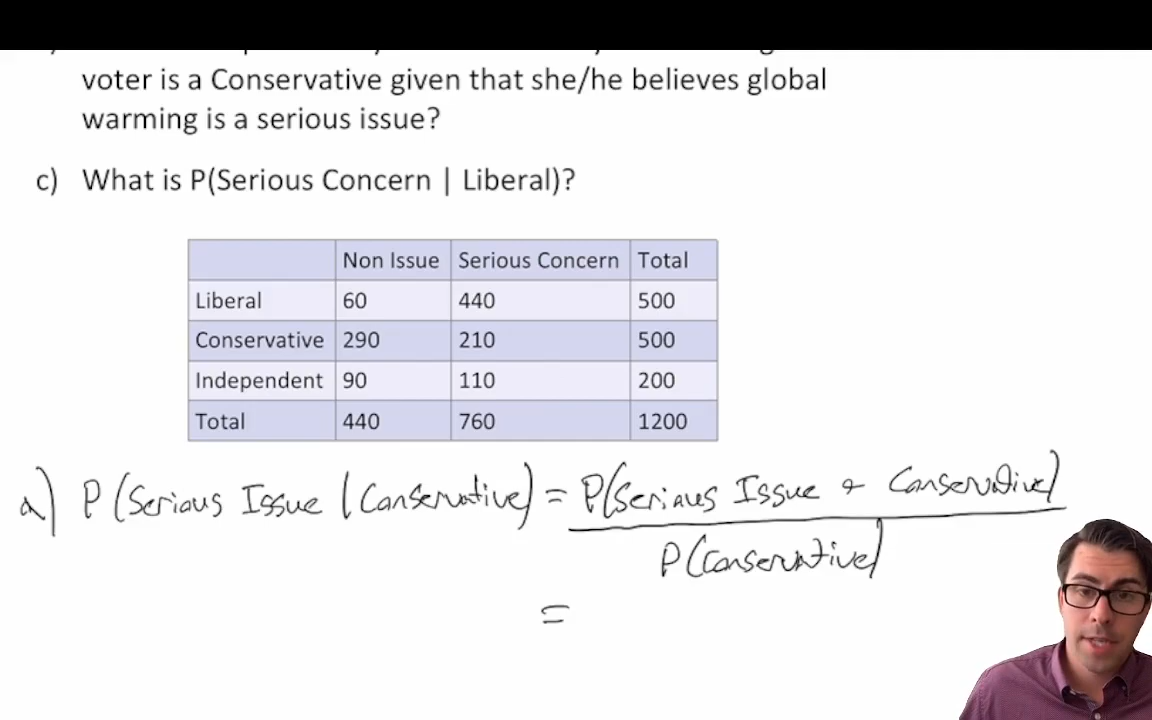 voter is a Conservative given that she/he believes global
warming is a serious issue?
c) What is P(Serious Concern | Liberal)?
Non Issue Serious Concern Total
Liberal 60 440 500
Conservative 290 210 500
Independent 90 110 200
Total 440 760 1200
a) P(Serious Issue | Conservative) = P(Serious Issue + Conservative)
P(Conservative)
=